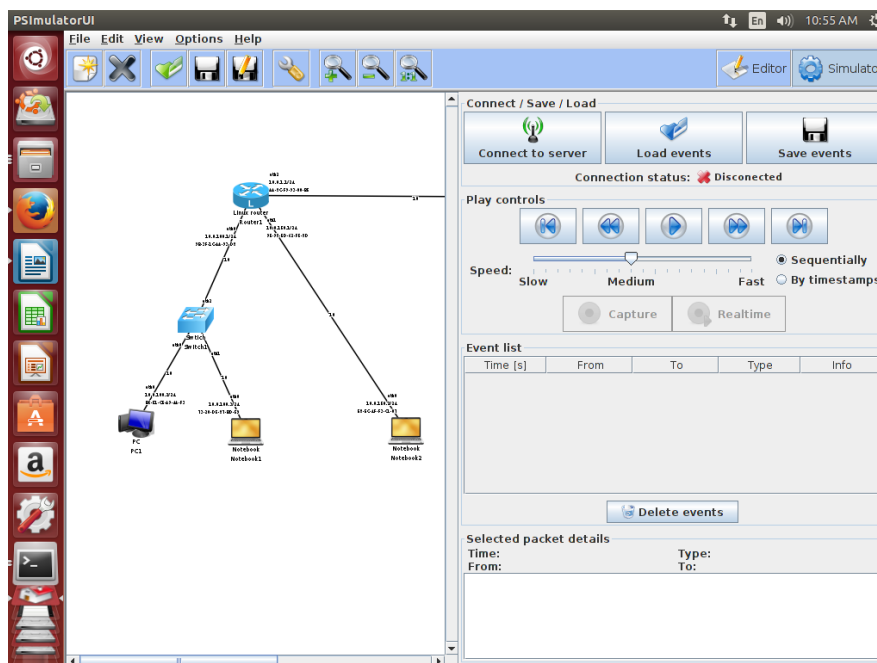 PSImulatorUI
En
10:55 AM
File Edit View Options Help
Editor
Simulato
Connect / Save / Load
Connect to server
Load events
Save events
Connection status: Disconected
Play controls
Speed:
Slow Medium Fast
Sequentially
By timestamps
Capture
Realtime
Event list
Time [s] From To Type Info
Delete events
Selected packet details
Time: Type:
From: To:
Linux router
Router1
Switch1
PC
PC1
Notebook
Notebook1
Notebook
Notebook2